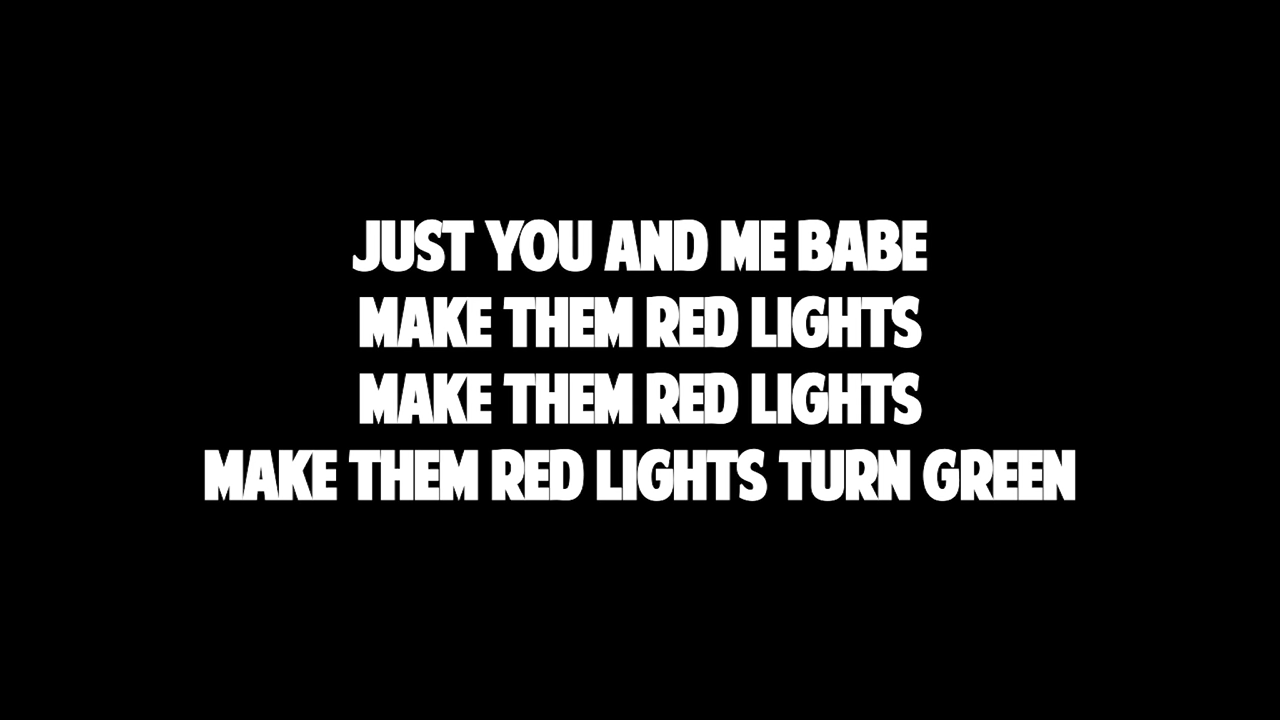 JUST YOU AND ME BABE
MAKE THEM RED LIGHTS
MAKE THEM RED LIGHTS
MAKE THEM RED LIGHTS TURN GREEN